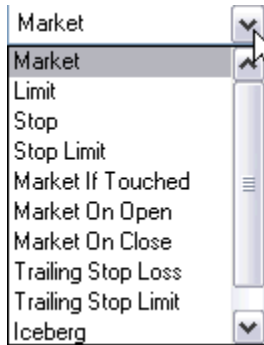 Market
Market
Limit
Stop
Stop Limit
Market If Touched
Market On Open
Market On Close
Trailing Stop Loss
Trailing Stop Limit
Iceberg